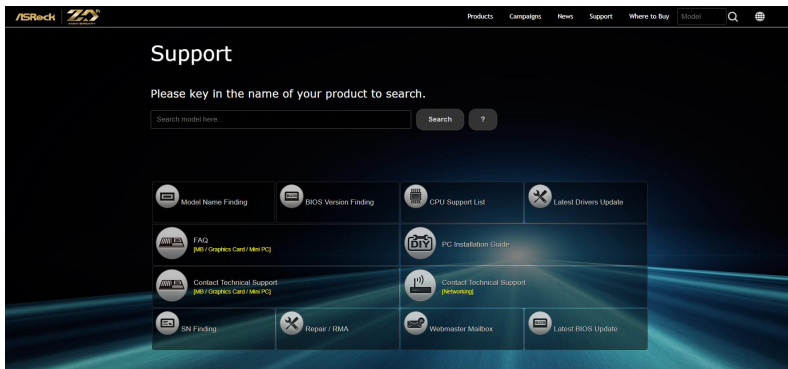 ASRock
Products Campaigns News Support Where to Buy Model
Support
Please key in the name of your product to search.
Search model here... Search ?
Model Name Finding BIOS Version Finding CPU Support List Latest Drivers Update
FAQ
[MB / Graphics Card / Mini PC]
DIY PC Installation Guide
Contact Technical Support
[MB / Graphics Card / Mini PC]
Contact Technical Support
[Networking]
SN Finding Repair / RMA Webmaster Mailbox BIOS Latest BIOS Update